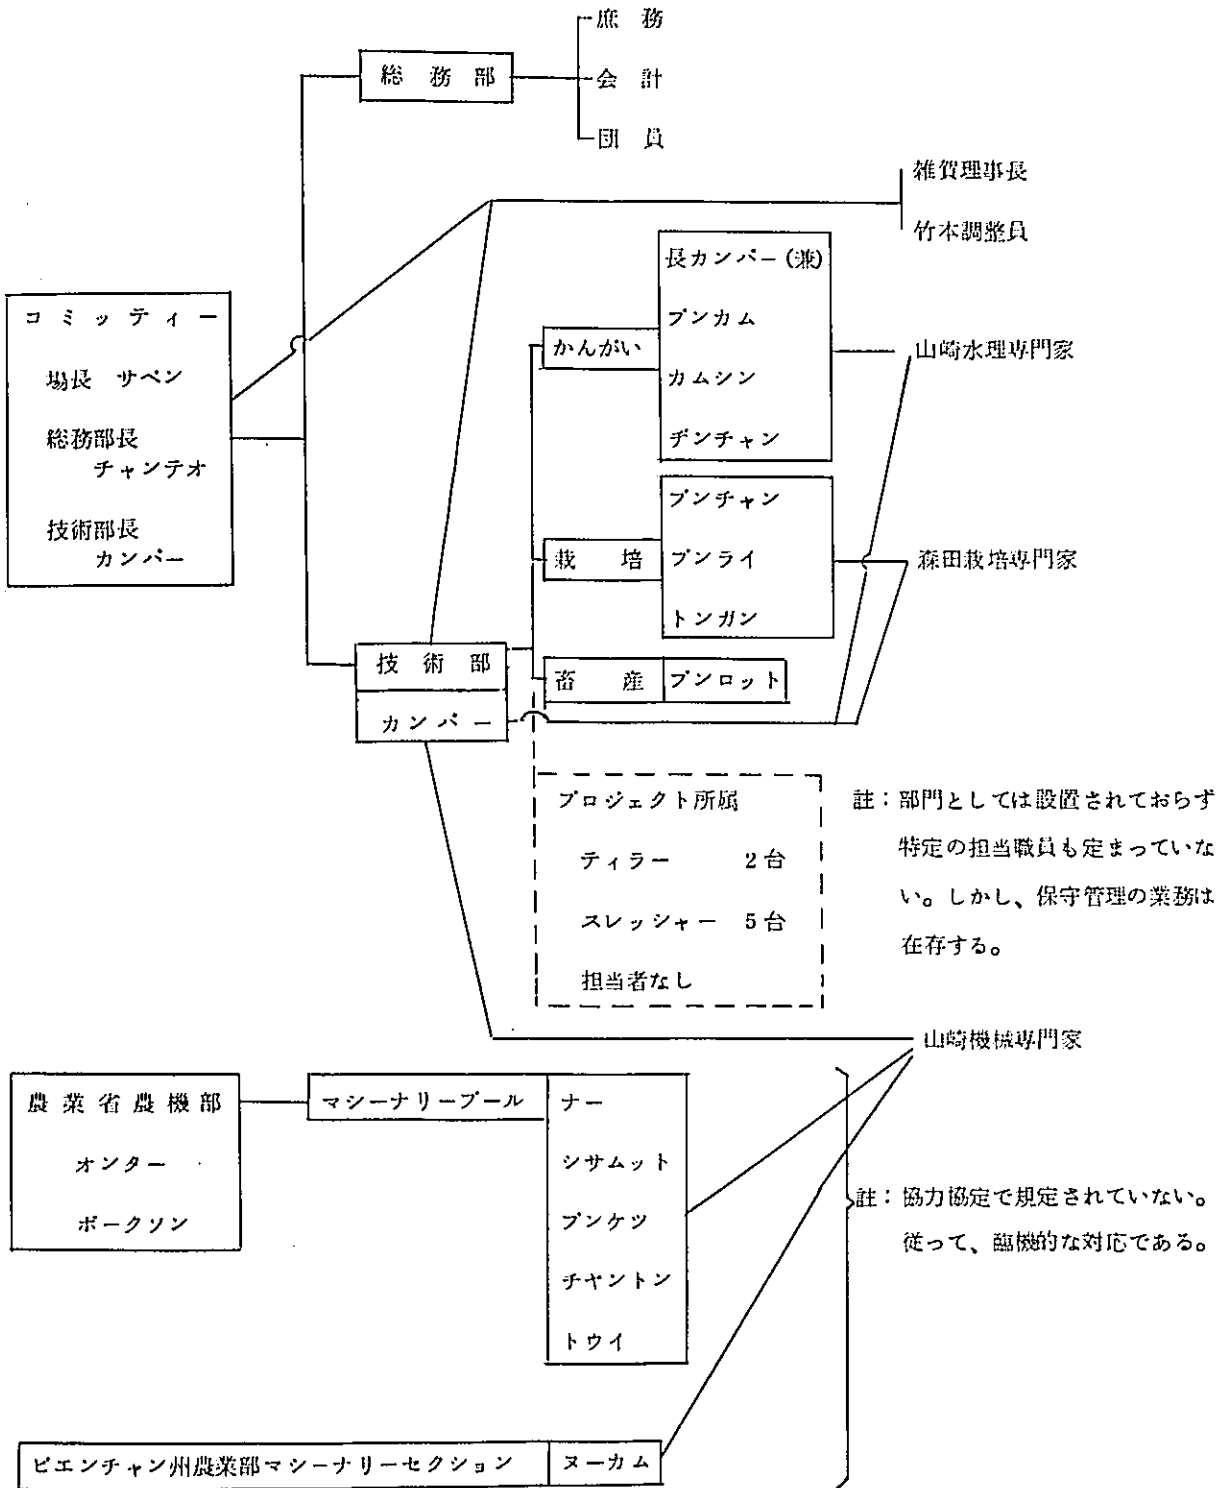 庶務
総務部
会計
団員
雑賀理事長
竹本調整員
コミッティー
場長 サペン
総務部長
チャンテオ
技術部長
カンパー
かんがい
長カンパー(兼)
ブンカム
カムシン
ヂンチャン
山崎水理専門家
栽培
ブンチャン
ブンライ
トンガン
森田栽培専門家
技術部
カンパー
畜産
ブンロット
プロジェクト所属
ティラー 2台
スレッシャー 5台
担当者なし
註：部門としては設置されておらず
特定の担当職員も定まっていな
い。しかし、保守管理の業務は
在存する。
山崎機械専門家
農業省農機部
オンター
ボークソン
マシーナリープール
ナー
シサムット
ブンケツ
チヤントン
トウイ
註：協力協定で規定されていない。
従って、臨機的な対応である。
ビエンチャン州農業部マシーナリーセクション
ヌーカム